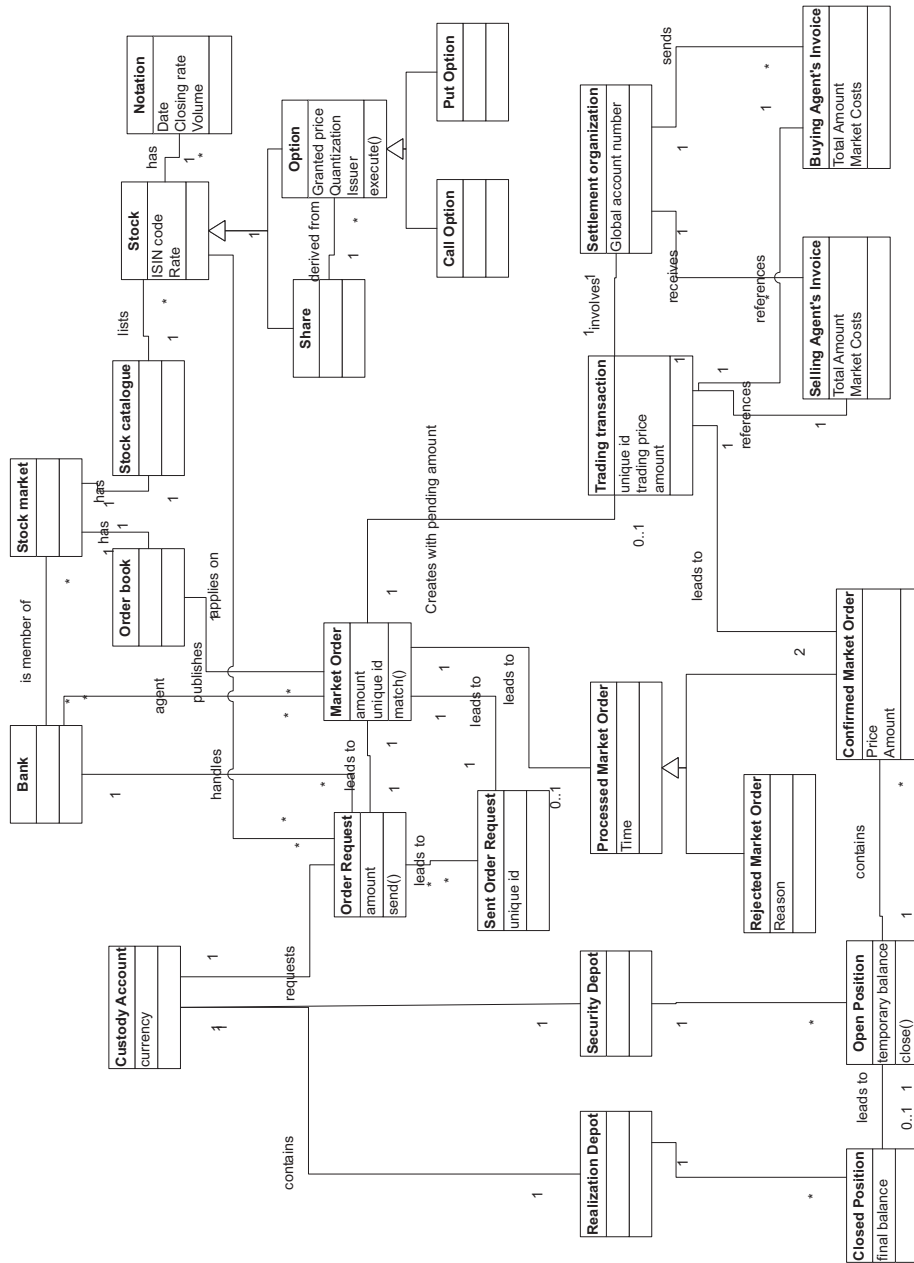 Custody Account
currency
Bank
is member of
Stock market
has
1
1
has
1
1
Order book
Stock catalogue
lists
1
*
Stock
ISIN code
Rate
has
1
*
Notation
Date
Closing rate
Volume
requests
1
*
handles
1
*
agent
*
*
publishes
1
*
applies on
1
*
Order Request
amount
send()
leads to
1
1
Market Order
amount
unique id
match()
leads to
*
*
Sent Order Request
unique id
leads to
1
leads to
1
0..1
Creates with pending amount
1
0..1
Share
derived from
1
*
Option
Granted price
Quantization
Issuer
execute()
Call Option
Put Option
contains
1
1
1
1
Realization Depot
Security Depot
Processed Market Order
Time
Rejected Market Order
Reason
leads to
1
2
Trading transaction
unique id
trading price
amount
involves
1
1
Settlement organization
Global account number
receives
1
*
sends
1
*
references
1
1
references
1
1
Closed Position
final balance
leads to
0..1
1
Open Position
temporary balance
close()
1
*
1
*
contains
1
*
Confirmed Market Order
Price
Amount
Selling Agent's Invoice
Total Amount
Market Costs
Buying Agent's Invoice
Total Amount
Market Costs